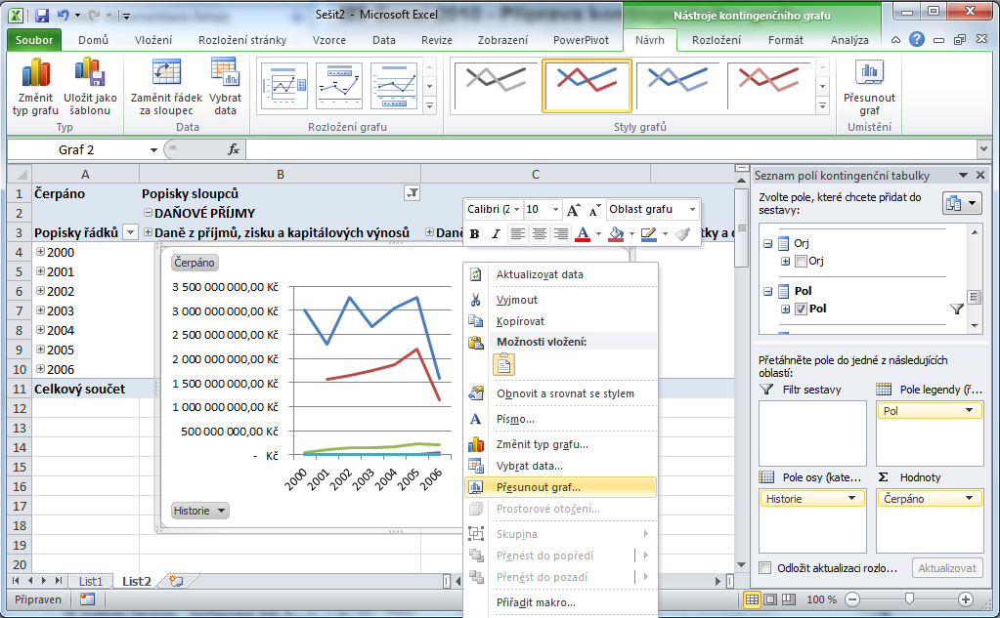 Sešit2 - Microsoft Excel
Nástroje kontingenčního grafu
Soubor Domů Vložení Rozložení stránky Vzorce Data Revize Zobrazení PowerPivot Návrh Rozložení Formát Analýza
Změnit typ grafu
Uložit jako šablonu
Zaměnit řádek za sloupec
Vybrat data
Přesunout graf
Typ Data Rozložení grafu Styly grafů Umístění
Graf 2 fx
A B C
1 Čerpáno Popisky sloupců
2 DAŇOVÉ PŘÍJMY
3 Popisky řádků Daně z příjmů, zisku a kapitálových výnosů Daně
4 2000
5 2001
6 2002
7 2003
8 2004
9 2005
10 2006
11 Celkový součet
12
13
14
15
16
17
18
19
20
Čerpáno
3 500 000 000,00 Kč
3 000 000 000,00 Kč
2 500 000 000,00 Kč
2 000 000 000,00 Kč
1 500 000 000,00 Kč
1 000 000 000,00 Kč
500 000 000,00 Kč
- Kč
2000 2001 2002 2003 2004 2005 2006
Historie
Calibri (Z 10 A A Oblast grafu
B I A
Aktualizovat data
Vyjmout
Kopírovat
Možnosti vložení:
Obnovit a srovnat se stylem
Písmo...
Změnit typ grafu...
Vybrat data...
Přesunout graf...
Prostorové otočení...
Skupina
Přenést do popředí
Přenést do pozadí
Přiřadit makro...
Seznam polí kontingenční tabulky
Zvolte pole, které chcete přidat do
sestavy:
Orj
Orj
Pol
Pol
Přetáhněte pole do jedné z následujících
oblastí:
Filtr sestavy Pole legendy (ř...
Pol
Pole osy (kate... Σ Hodnoty
Historie Čerpáno
Odložit aktualizaci rozlo... Aktualizovat
List1 List2
Připraven 100 %